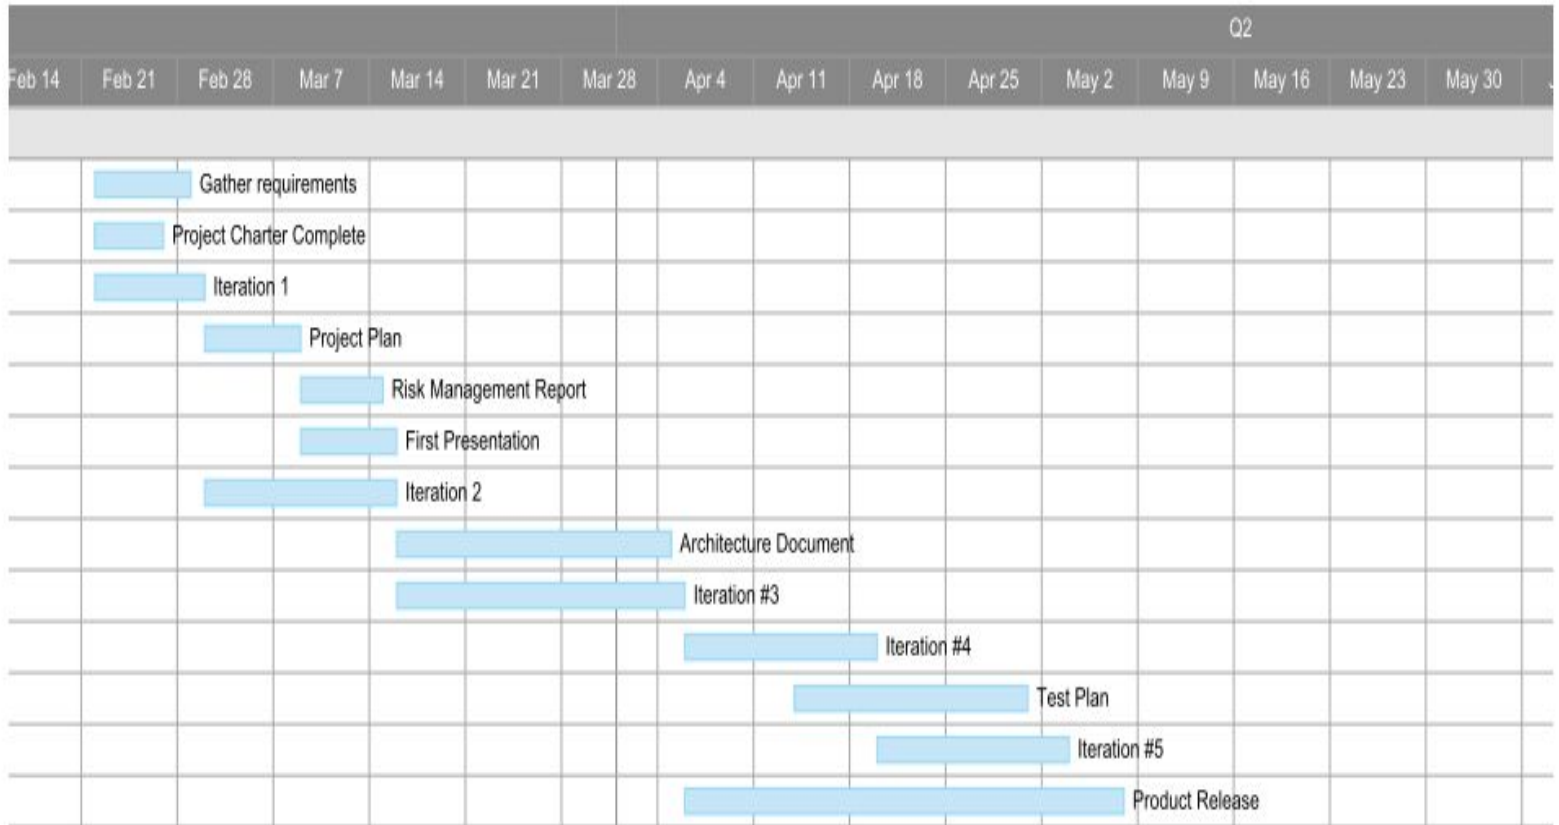 Q2
Feb 14 Feb 21 Feb 28 Mar 7 Mar 14 Mar 21 Mar 28 Apr 4 Apr 11 Apr 18 Apr 25 May 2 May 9 May 16 May 23 May 30
Gather requirements
Project Charter Complete
Iteration 1
Project Plan
Risk Management Report
First Presentation
Iteration 2
Architecture Document
Iteration #3
Iteration #4
Test Plan
Iteration #5
Product Release